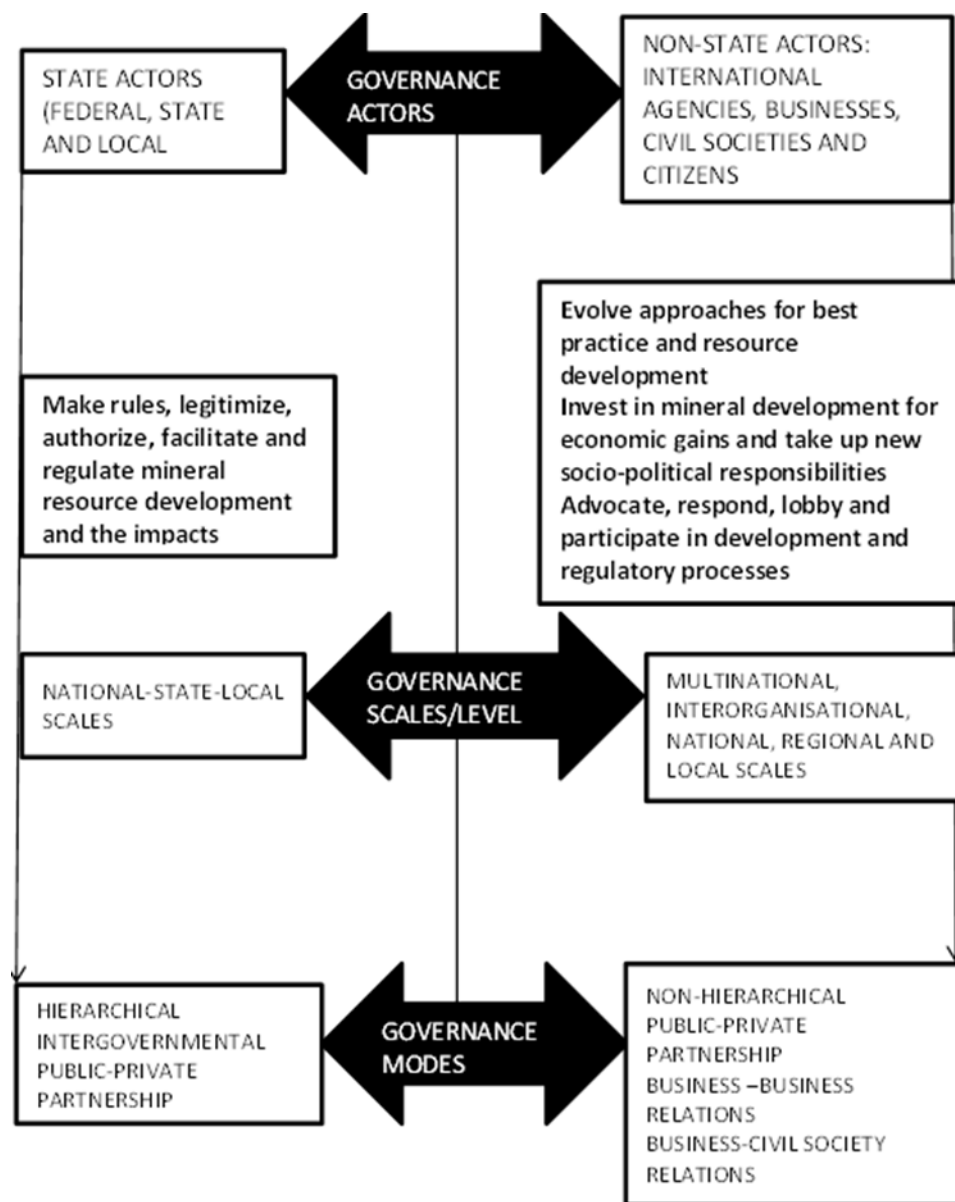 STATE ACTORS
(FEDERAL, STATE
AND LOCAL
GOVERNANCE
ACTORS
NON-STATE ACTORS:
INTERNATIONAL
AGENCIES, BUSINESSES,
CIVIL SOCIETIES AND
CITIZENS
Make rules, legitimize,
authorize, facilitate and
regulate mineral
resource development
and the impacts
Evolve approaches for best
practice and resource
development
Invest in mineral development for
economic gains and take up new
socio-political responsibilities
Advocate, respond, lobby and
participate in development and
regulatory processes
NATIONAL-STATE-LOCAL
SCALES
GOVERNANCE
SCALES/LEVEL
MULTINATIONAL,
INTERORGANISATIONAL,
NATIONAL, REGIONAL AND
LOCAL SCALES
HIERARCHICAL
INTERGOVERNMENTAL
PUBLIC-PRIVATE
PARTNERSHIP
GOVERNANCE
MODES
NON-HIERARCHICAL
PUBLIC-PRIVATE
PARTNERSHIP
BUSINESS –BUSINESS
RELATIONS
BUSINESS-CIVIL SOCIETY
RELATIONS